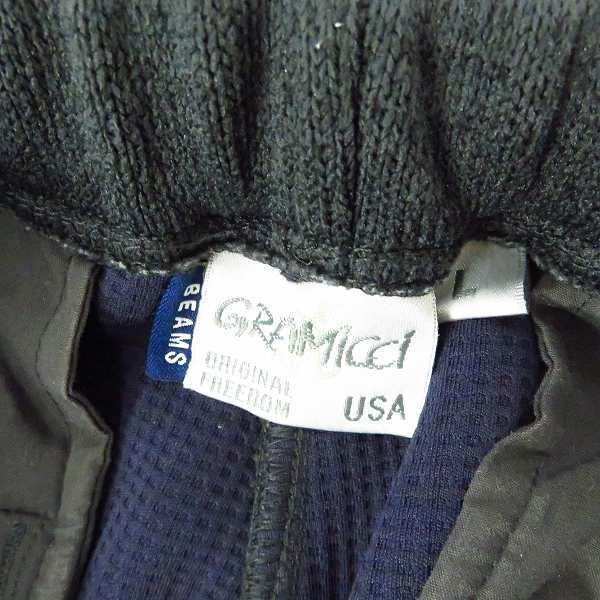 BEAMS
GRAMICCI
ORIGINAL
FREEDOM
USA
L